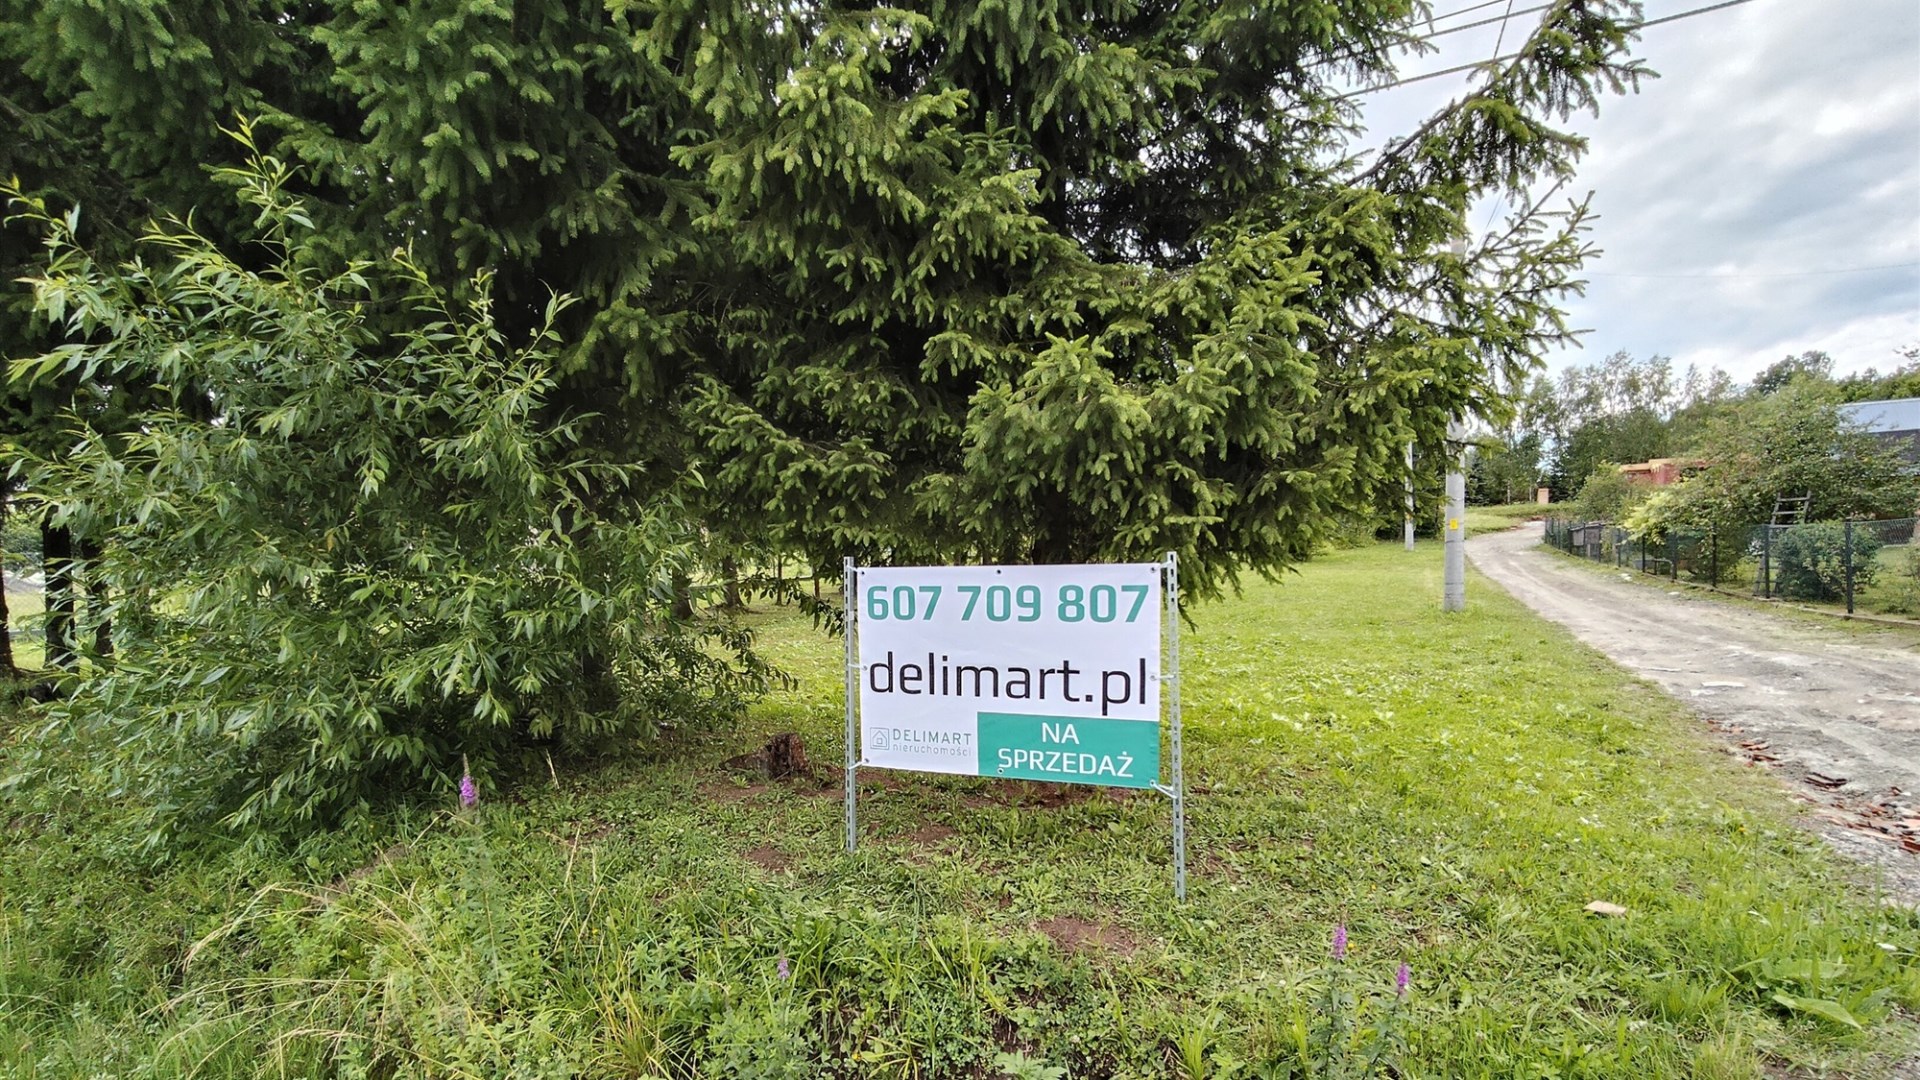 607 709 807
delimart.pl
DELIMART
nieruchomości
NA
SPRZEDAŻ